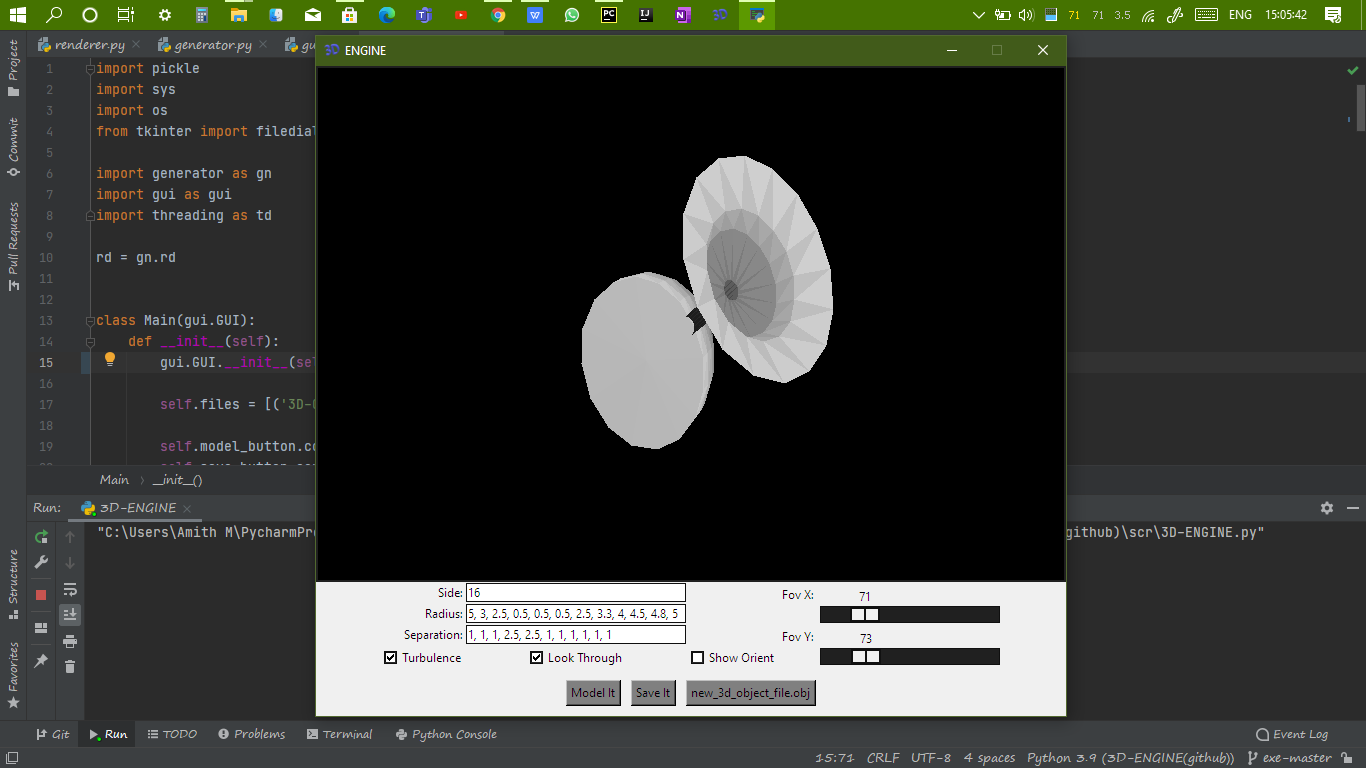 71 71 3.5 ENG 15:05:42
renderer.py generator.py gu
3D ENGINE
Project
Commit
Pull Requests
Structure
Favorites
1 import pickle
2 import sys
3 import os
4 from tkinter import filedial
5
6 import generator as gn
7 import gui as gui
8 import threading as td
9
10 rd = gn.rd
11
12
13 class Main(gui.GUI):
14 def __init__(self):
15 gui.GUI.__init__(sel
16
17 self.files = [('3D-
18
19 self.model_button.co
Main › __init__()
Run: 3D-ENGINE
"C:\Users\Amith M\PycharmPr
github)\scr\3D-ENGINE.py"
Side: 16
Radius: 5, 3, 2.5, 0.5, 0.5, 0.5, 2.5, 3.3, 4, 4.5, 4.8, 5
Separation: 1, 1, 1, 2.5, 2.5, 1, 1, 1, 1, 1, 1
Fov X: 71
Fov Y: 73
Turbulence Look Through Show Orient
Model It Save It new_3d_object_file.obj
Git Run TODO Problems Terminal Python Console Event Log
15:71 CRLF UTF-8 4 spaces Python 3.9 (3D-ENGINE(github)) exe-master